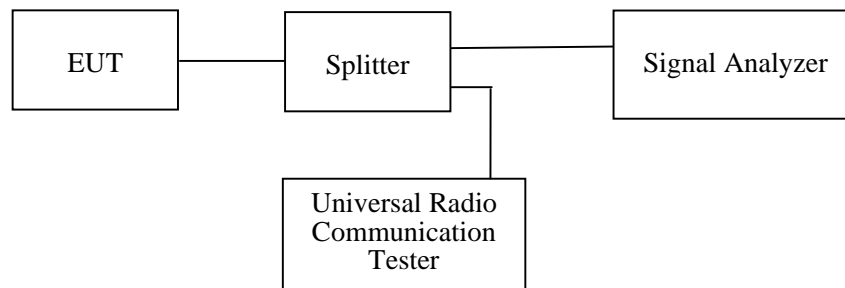 EUT
Splitter
Signal Analyzer
Universal Radio
Communication
Tester